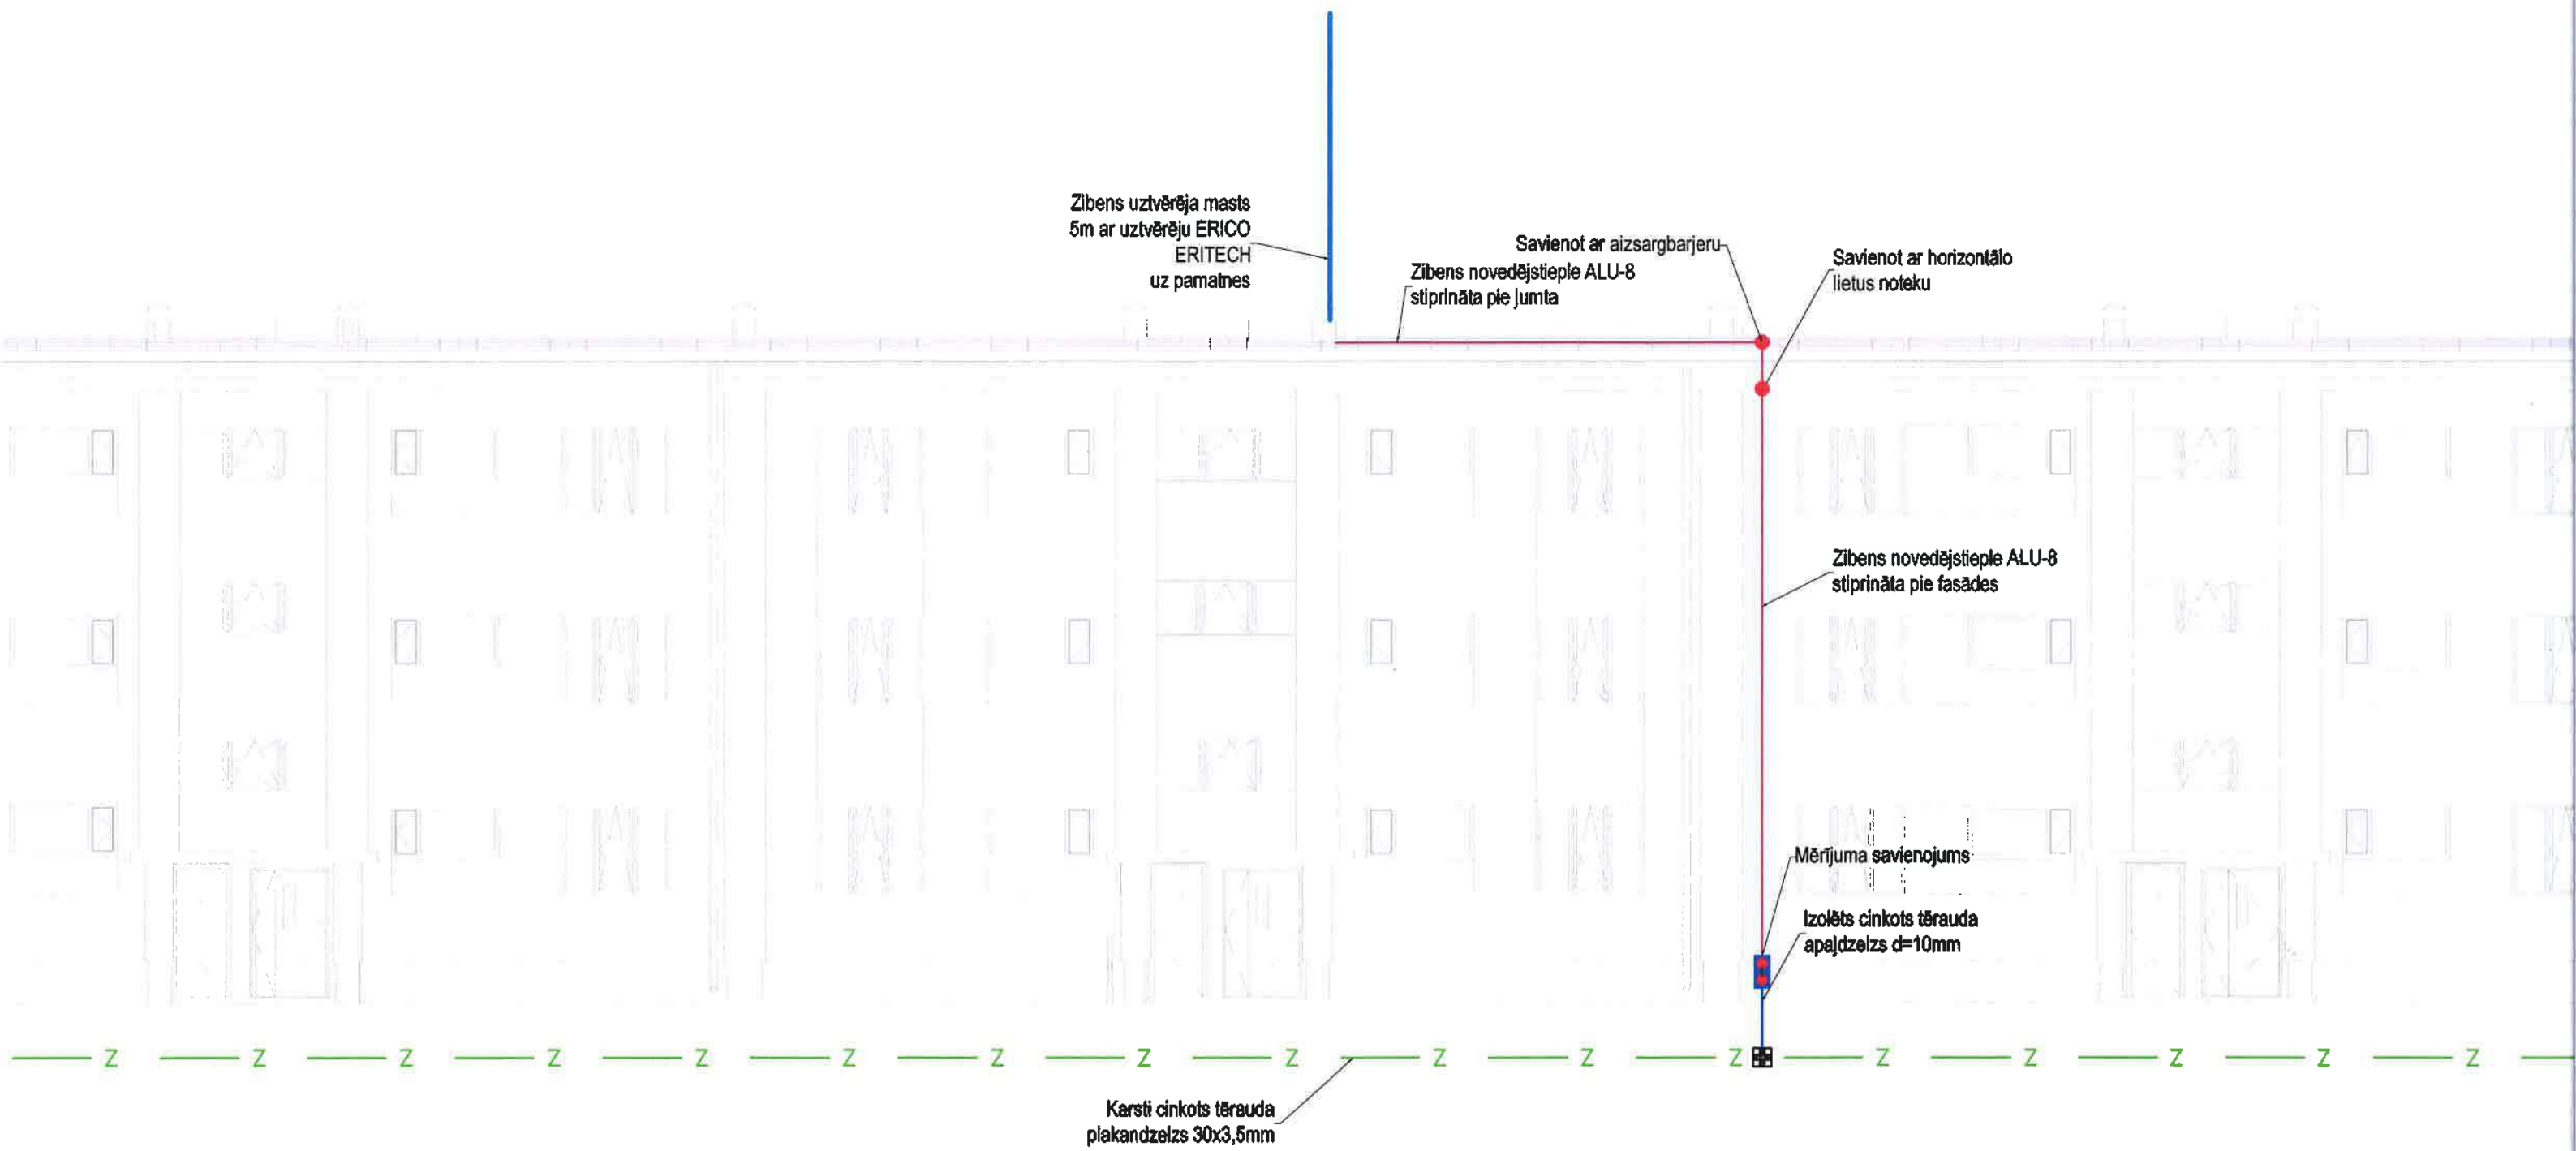 Zibens uztvērēja masts
5m ar uztvērēju ERICO
ERITECH
uz pamatnes
Savienot ar aizsargbarjeru
Zibens novedējstieple ALU-8
stiprināta pie jumta
Savienot ar horizontālo
lietus noteku
Zibens novedējstieple ALU-8
stiprināta pie fasādes
Mērījuma savienojums
Izolēts cinkots tērauda
apaļdzelzs d=10mm
Z Z Z Z Z Z Z Z Z Z Z Z Z Z Z Z Z
Karsti cinkots tērauda
plakandzelzs 30x3,5mm